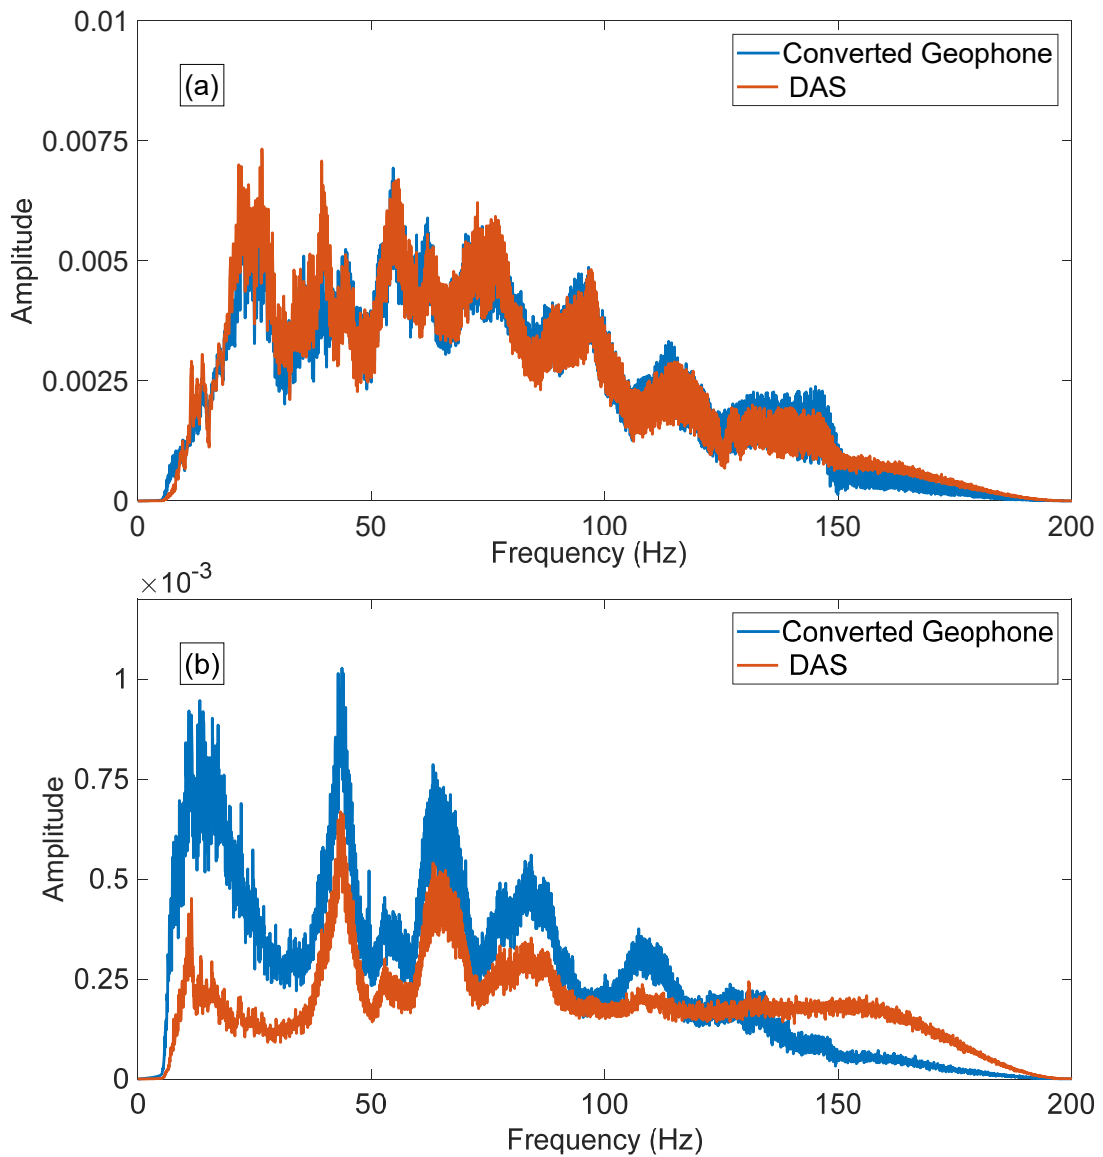 0.01
Converted Geophone
(a)
DAS
0.0075
Amplitude
0.005
0.0025
0
0 50 100 150 200
Frequency (Hz)
×10-3
Converted Geophone
(b)
DAS
1
0.75
Amplitude
0.5
0.25
0
0 50 100 150 200
Frequency (Hz)